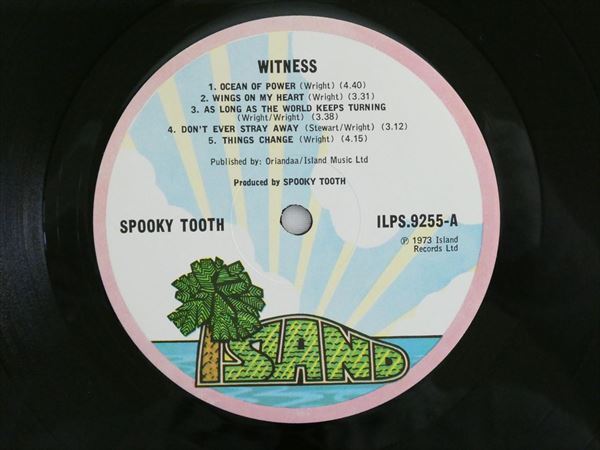 WITNESS
1. OCEAN OF POWER (Wright) (4.40)
2. WINGS ON MY HEART (Wright) (3.31)
3. AS LONG AS THE WORLD KEEPS TURNING
(Wright/Wright) (3.38)
4. DON'T EVER STRAY AWAY (Stewart/Wright) (3.12)
5. THINGS CHANGE (Wright) (4.15)
Published by: Oriandaa/Island Music Ltd
Produced by SPOOKY TOOTH
SPOOKY TOOTH
ILPS.9255-A
℗ 1973 Island
Records Ltd
ISLAND